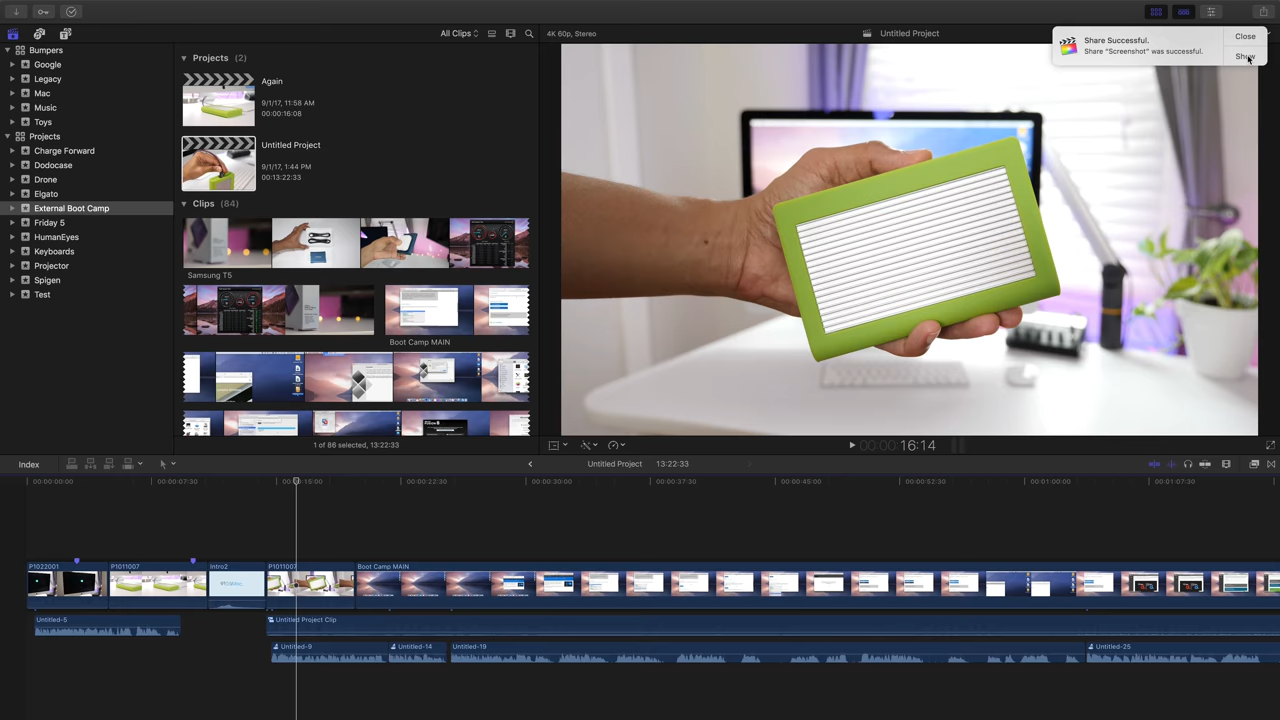 All Clips
4K 60p, Stereo
Untitled Project
Share Successful.
Share "Screenshot" was successful.
Close
Show
Bumpers
Google
Legacy
Mac
Music
Toys
Projects
Charge Forward
Dodocase
Drone
Elgato
External Boot Camp
Friday 5
HumanEyes
Keyboards
Projector
Spigen
Test
Projects (2)
Again
9/1/17, 11:58 AM
00:00:16:08
Untitled Project
9/1/17, 1:44 PM
00:13:22:33
Clips (84)
Samsung T5
Boot Camp MAIN
1 of 86 selected, 13:22:33
00:00:16:14
Index
Untitled Project
13:22:33
00:00:00:00
00:00:07:30
00:00:15:00
00:00:22:30
00:00:30:00
00:00:37:30
00:00:45:00
00:00:52:30
00:01:00:00
00:01:07:30
P1022001
P1011007
Intro2
P1011007
Boot Camp MAIN
Untitled-5
Untitled Project Clip
Untitled-9
Untitled-14
Untitled-19
Untitled-25